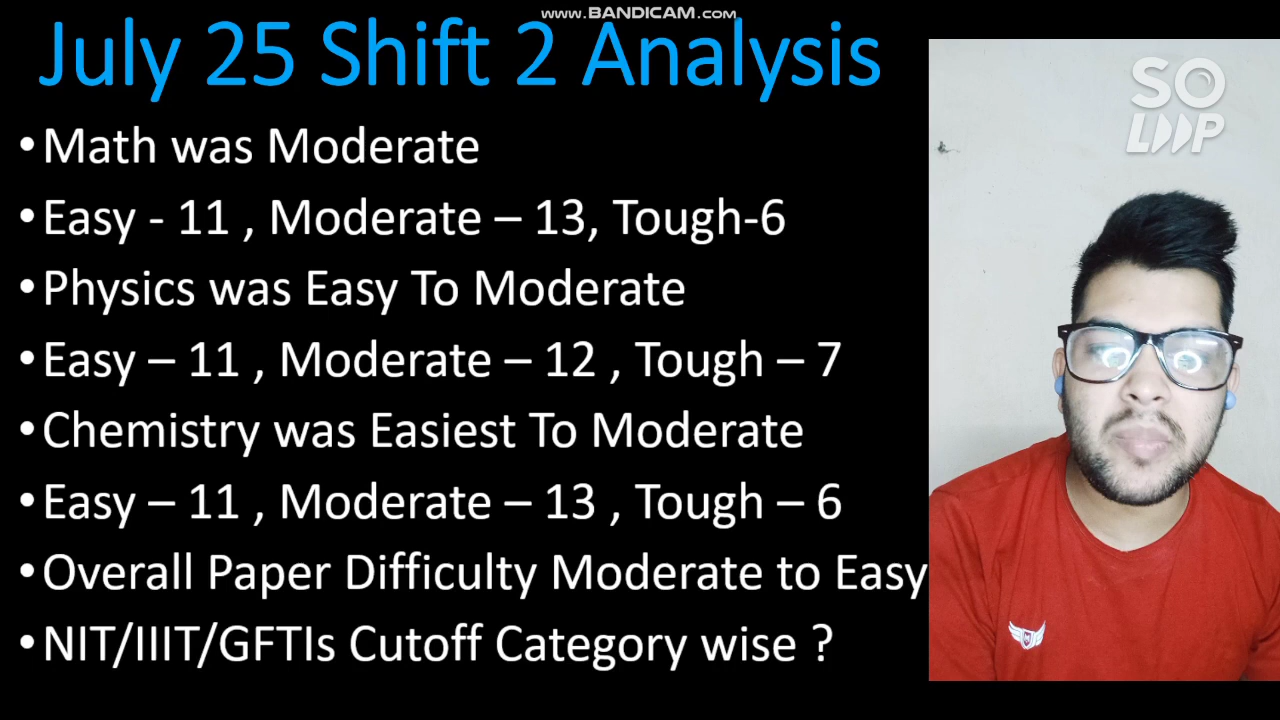 www.BANDICAM.com
July 25 Shift 2 Analysis
SO
LOOP
•Math was Moderate
•Easy - 11 , Moderate – 13, Tough-6
•Physics was Easy To Moderate
•Easy – 11 , Moderate – 12 , Tough – 7
•Chemistry was Easiest To Moderate
•Easy – 11 , Moderate – 13 , Tough – 6
•Overall Paper Difficulty Moderate to Easy
•NIT/IIIT/GFTIs Cutoff Category wise ?